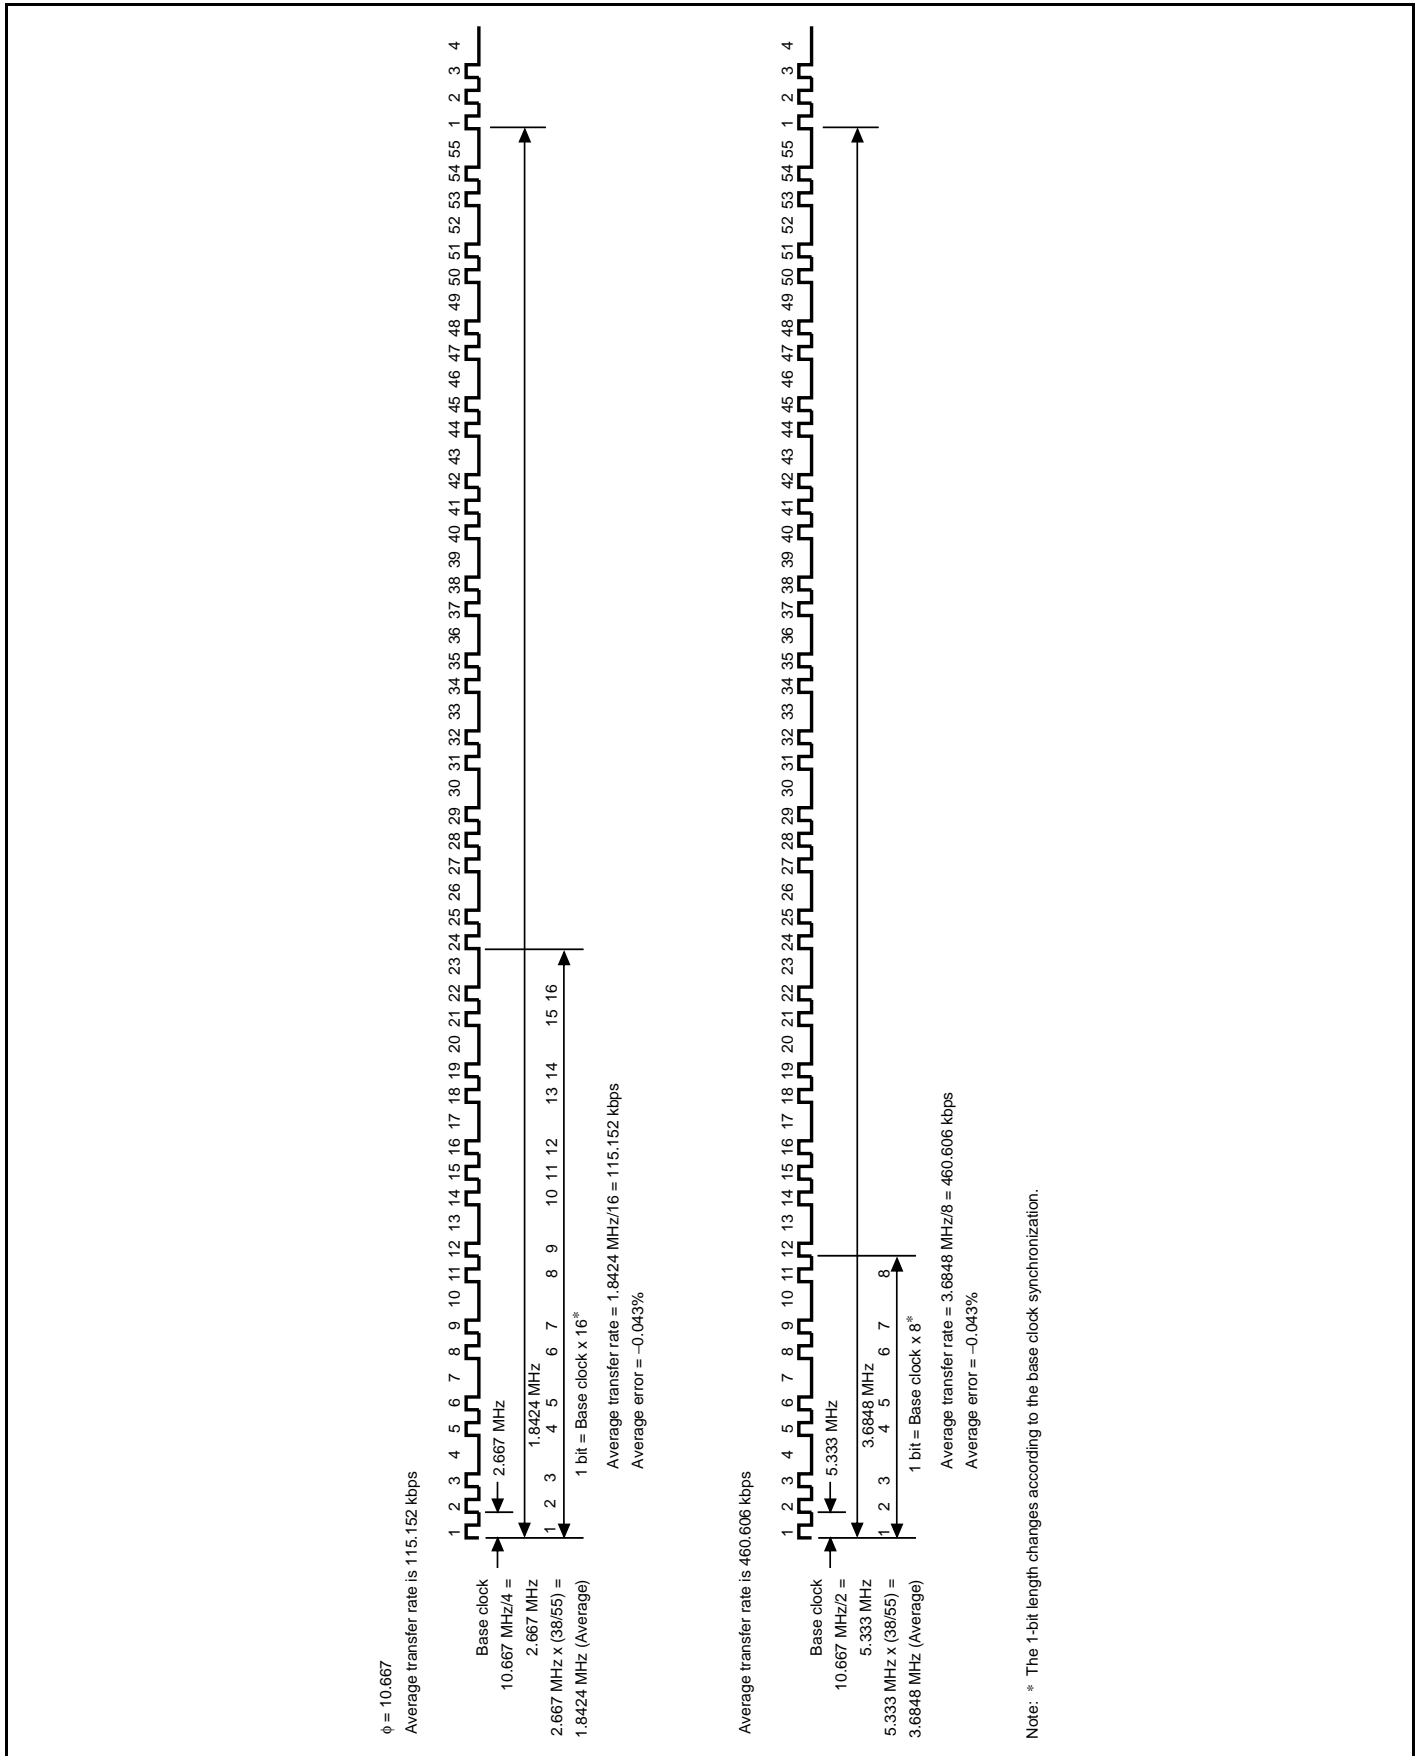 φ = 10.667
Average transfer rate is 115.152 kbps
1 2 3 4 5 6 7 8 9 10 11 12 13 14 15 16 17 18 19 20 21 22 23 24 25 26 27 28 29 30 31 32 33 34 35 36 37 38 39 40 41 42 43 44 45 46 47 48 49 50 51 52 53 54 55 1 2 3 4
Base clock
10.667 MHz/4 =
2.667 MHz
2.667 MHz
2.667 MHz x (38/55) =
1.8424 MHz (Average)
1.8424 MHz
1 2 3 4 5 6 7 8 9 10 11 12 13 14 15 16
1 bit = Base clock x 16*
Average transfer rate = 1.8424 MHz/16 = 115.152 kbps
Average error = –0.043%
Average transfer rate is 460.606 kbps
1 2 3 4 5 6 7 8 9 10 11 12 13 14 15 16 17 18 19 20 21 22 23 24 25 26 27 28 29 30 31 32 33 34 35 36 37 38 39 40 41 42 43 44 45 46 47 48 49 50 51 52 53 54 55 1 2 3 4
Base clock
10.667 MHz/2 =
5.333 MHz
5.333 MHz
5.333 MHz x (38/55) =
3.6848 MHz (Average)
3.6848 MHz
1 2 3 4 5 6 7 8
1 bit = Base clock x 8*
Average transfer rate = 3.6848 MHz/8 = 460.606 kbps
Average error = –0.043%
Note: * The 1-bit length changes according to the base clock synchronization.